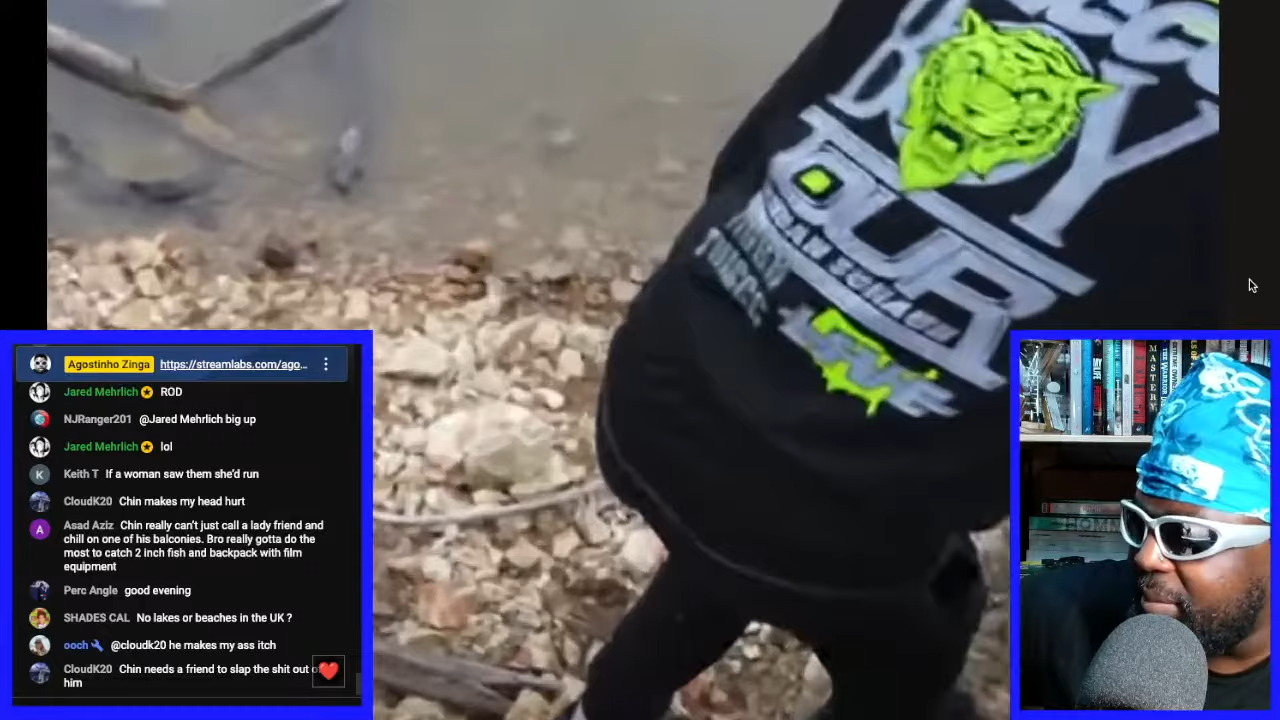 BOY
TOUR
URBAN SCRAWL
LIVE
Agostinho Zinga https://streamlabs.com/ago...
Jared Mehrlich ROD
NJRanger201 @Jared Mehrlich big up
Jared Mehrlich lol
Keith T If a woman saw them she'd run
CloudK20 Chin makes my head hurt
Asad Aziz Chin really can't just call a lady friend and
chill on one of his balconies. Bro really gotta do the
most to catch 2 inch fish and backpack with film
equipment
Perc Angle good evening
SHADES CAL No lakes or beaches in the UK ?
ooch @cloudk20 he makes my ass itch
CloudK20 Chin needs a friend to slap the shit out
him
MASTERY